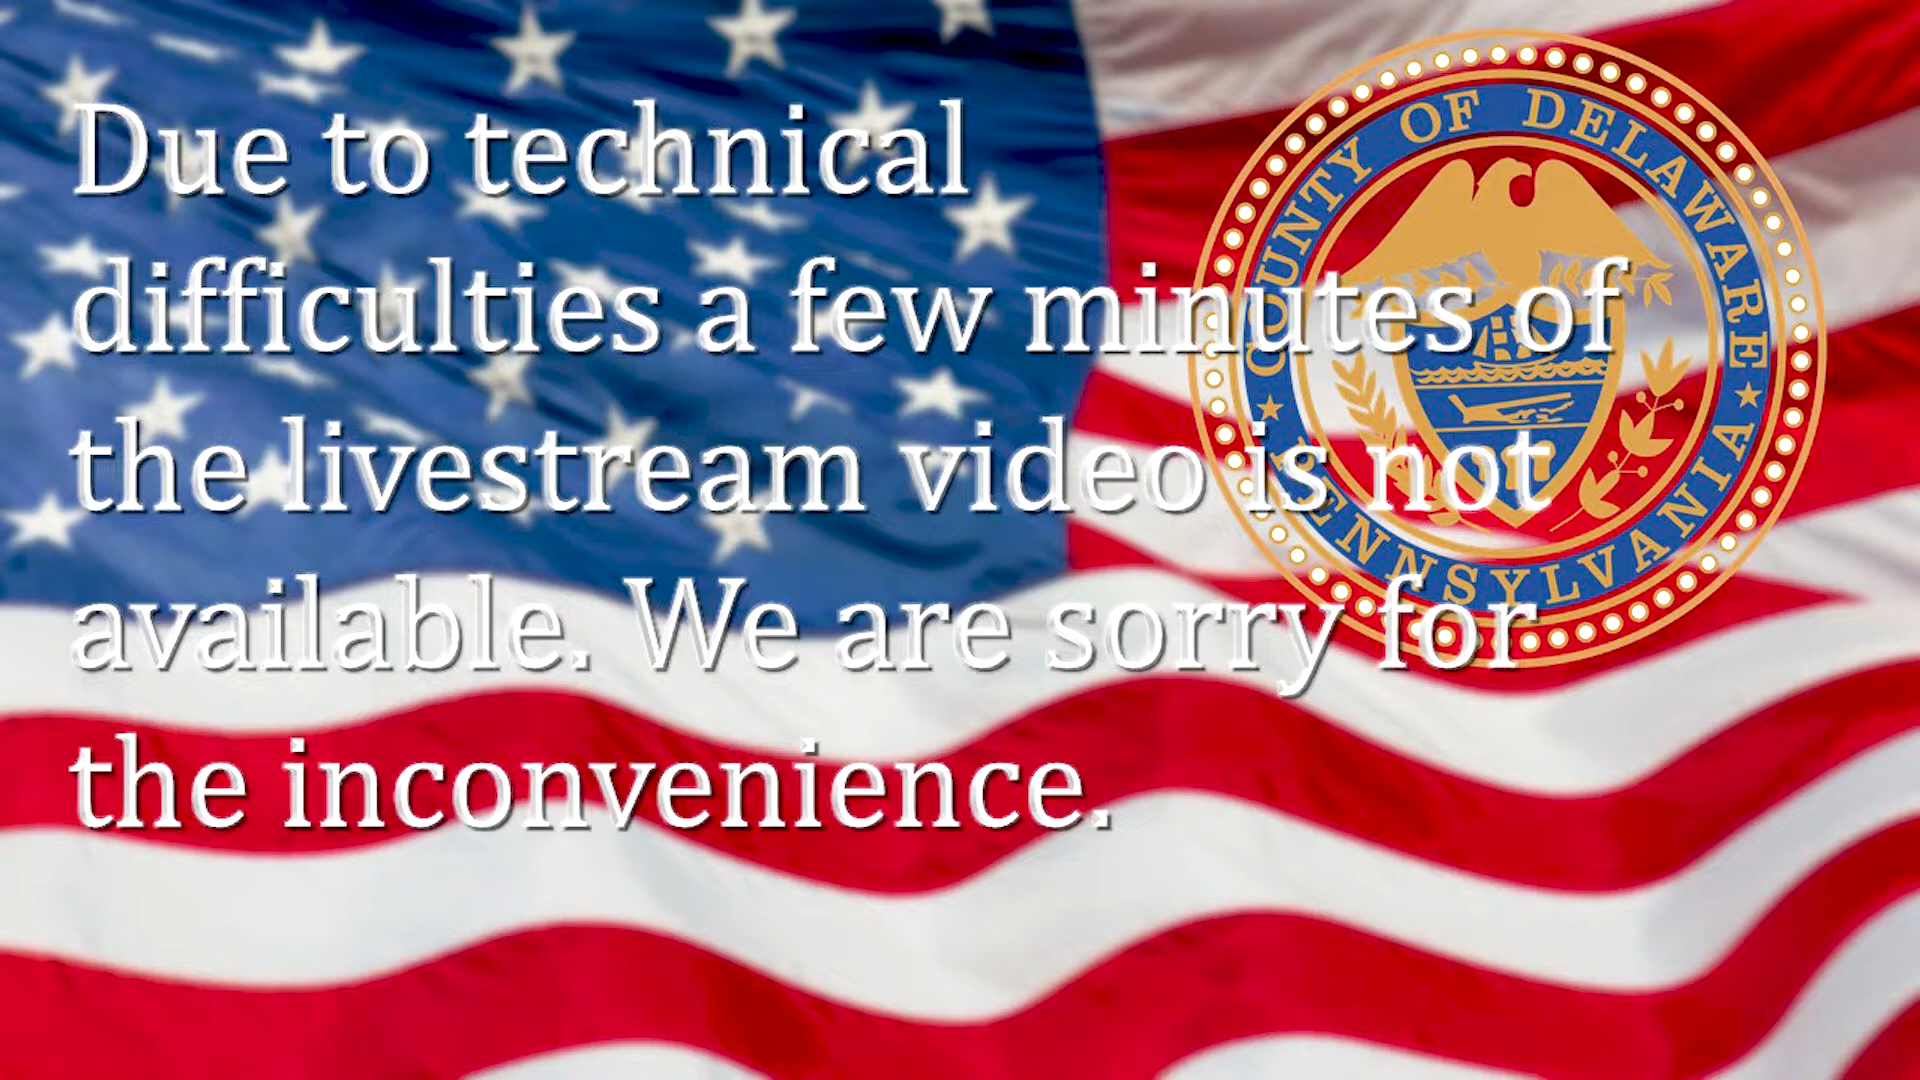 Due to technical
difficulties a few minutes of
the livestream video is not
available. We are sorry for
the inconvenience.
COUNTY OF DELAWARE
★ PENNSYLVANIA ★